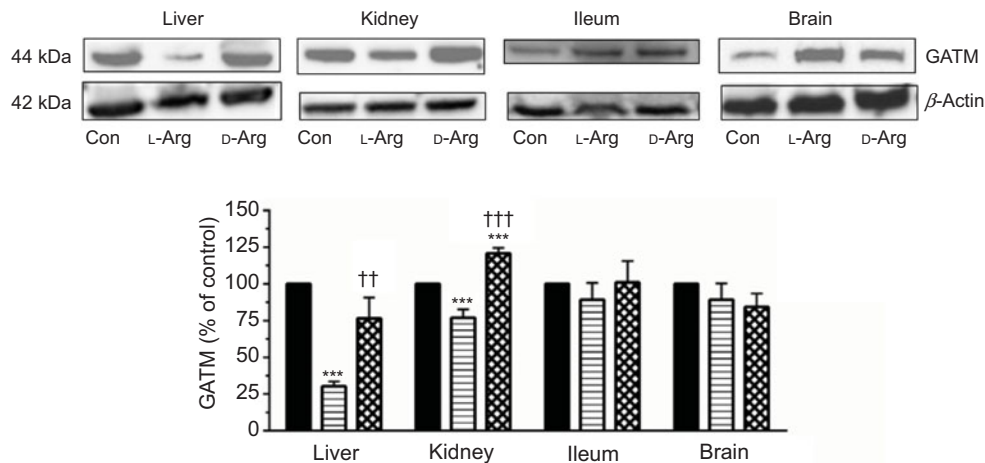 Liver Kidney Ileum Brain
44 kDa GATM
42 kDa β-Actin
Con L-Arg D-Arg Con L-Arg D-Arg Con L-Arg D-Arg Con L-Arg D-Arg
150
125
100
75
50
25
0
GATM (% of control)
***
††
***
†††
***
Liver Kidney Ileum Brain